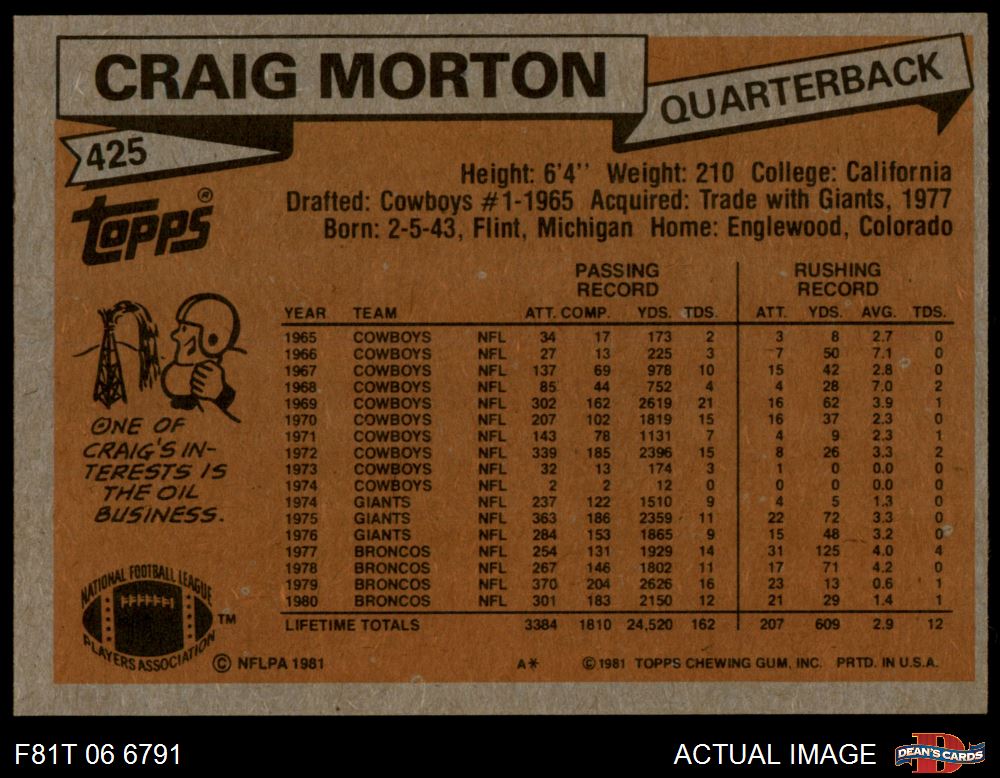 CRAIG MORTON
QUARTERBACK
425
Topps®
Height: 6'4'' Weight: 210 College: California
Drafted: Cowboys #1-1965 Acquired: Trade with Giants, 1977
Born: 2-5-43, Flint, Michigan Home: Englewood, Colorado
PASSING RECORD RUSHING RECORD
YEAR TEAM ATT. COMP. YDS. TDS. ATT. YDS. AVG. TDS.
1965 COWBOYS NFL 34 17 173 2 3 8 2.7 0
1966 COWBOYS NFL 27 13 225 3 7 50 7.1 0
1967 COWBOYS NFL 137 69 978 10 15 42 2.8 0
1968 COWBOYS NFL 85 44 752 4 4 28 7.0 2
1969 COWBOYS NFL 302 162 2619 21 16 62 3.9 1
1970 COWBOYS NFL 207 102 1819 15 16 37 2.3 0
1971 COWBOYS NFL 143 78 1131 7 4 9 2.3 1
1972 COWBOYS NFL 339 185 2396 15 8 26 3.3 2
1973 COWBOYS NFL 32 13 174 3 1 0 0.0 0
1974 COWBOYS NFL 2 2 12 0 0 0 0.0 0
1974 GIANTS NFL 237 122 1510 9 4 5 1.3 0
1975 GIANTS NFL 363 186 2359 11 22 72 3.3 0
1976 GIANTS NFL 284 153 1865 9 15 48 3.2 0
1977 BRONCOS NFL 254 131 1929 14 31 125 4.0 4
1978 BRONCOS NFL 267 146 1802 11 17 71 4.2 0
1979 BRONCOS NFL 370 204 2626 16 23 13 0.6 1
1980 BRONCOS NFL 301 183 2150 12 21 29 1.4 1
LIFETIME TOTALS 3384 1810 24,520 162 207 609 2.9 12
ONE OF
CRAIG'S IN-
TERESTS IS
THE OIL
BUSINESS.
NATIONAL FOOTBALL LEAGUE
PLAYERS ASSOCIATION
TM
© NFLPA 1981
A* © 1981 TOPPS CHEWING GUM, INC. PRTD. IN U.S.A.
F81T 06 6791
ACTUAL IMAGE
D
DEAN'S CARDS